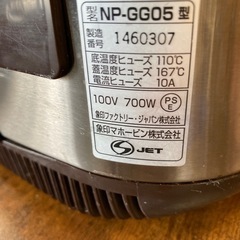 型名 NP-GG05 型
製造番号 1460307
底温度ヒューズ 110℃
蓋温度ヒューズ 167℃
電流ヒューズ 10A
100V 700W PSE
象印ファクトリー・ジャパン株式会社
象印マホービン株式会社
JET